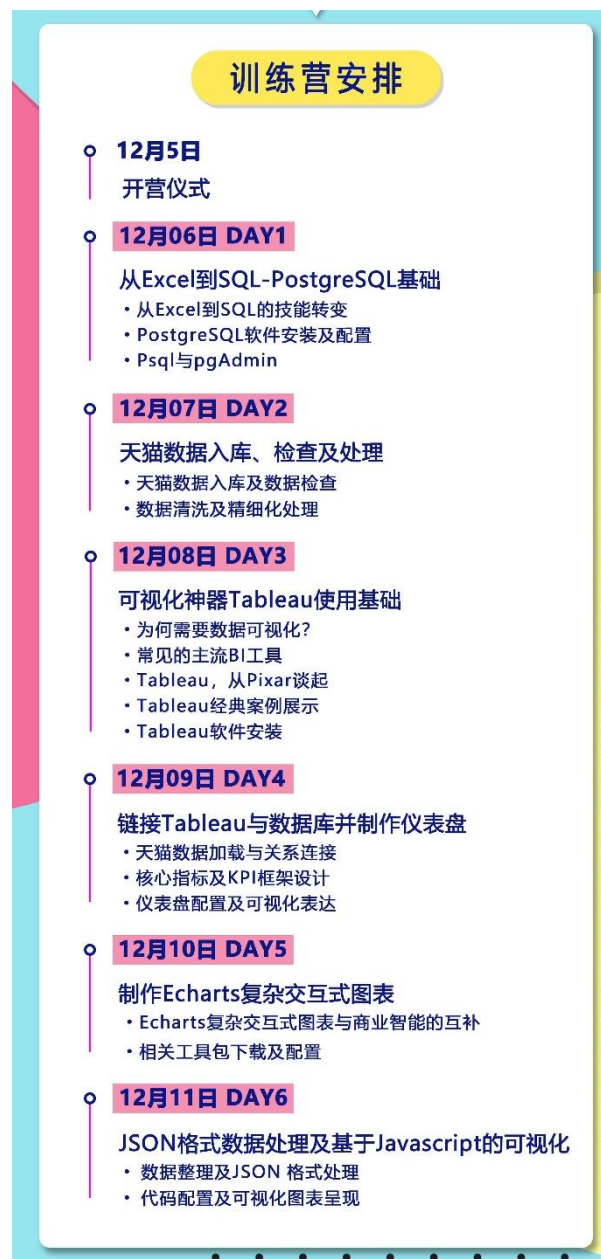 训练营安排
12月5日
开营仪式
12月06日 DAY1
从Excel到SQL-PostgreSQL基础
・从Excel到SQL的技能转变
・PostgreSQL软件安装及配置
・Psql与pgAdmin
12月07日 DAY2
天猫数据入库、检查及处理
・天猫数据入库及数据检查
・数据清洗及精细化处理
12月08日 DAY3
可视化神器Tableau使用基础
・为何需要数据可视化?
・常见的主流BI工具
・Tableau，从Pixar谈起
・Tableau经典案例展示
・Tableau软件安装
12月09日 DAY4
链接Tableau与数据库并制作仪表盘
・天猫数据加载与关系连接
・核心指标及KPI框架设计
・仪表盘配置及可视化表达
12月10日 DAY5
制作Echarts复杂交互式图表
・Echarts复杂交互式图表与商业智能的互补
・相关工具包下载及配置
12月11日 DAY6
JSON格式数据处理及基于Javascript的可视化
・数据整理及JSON 格式处理
・代码配置及可视化图表呈现